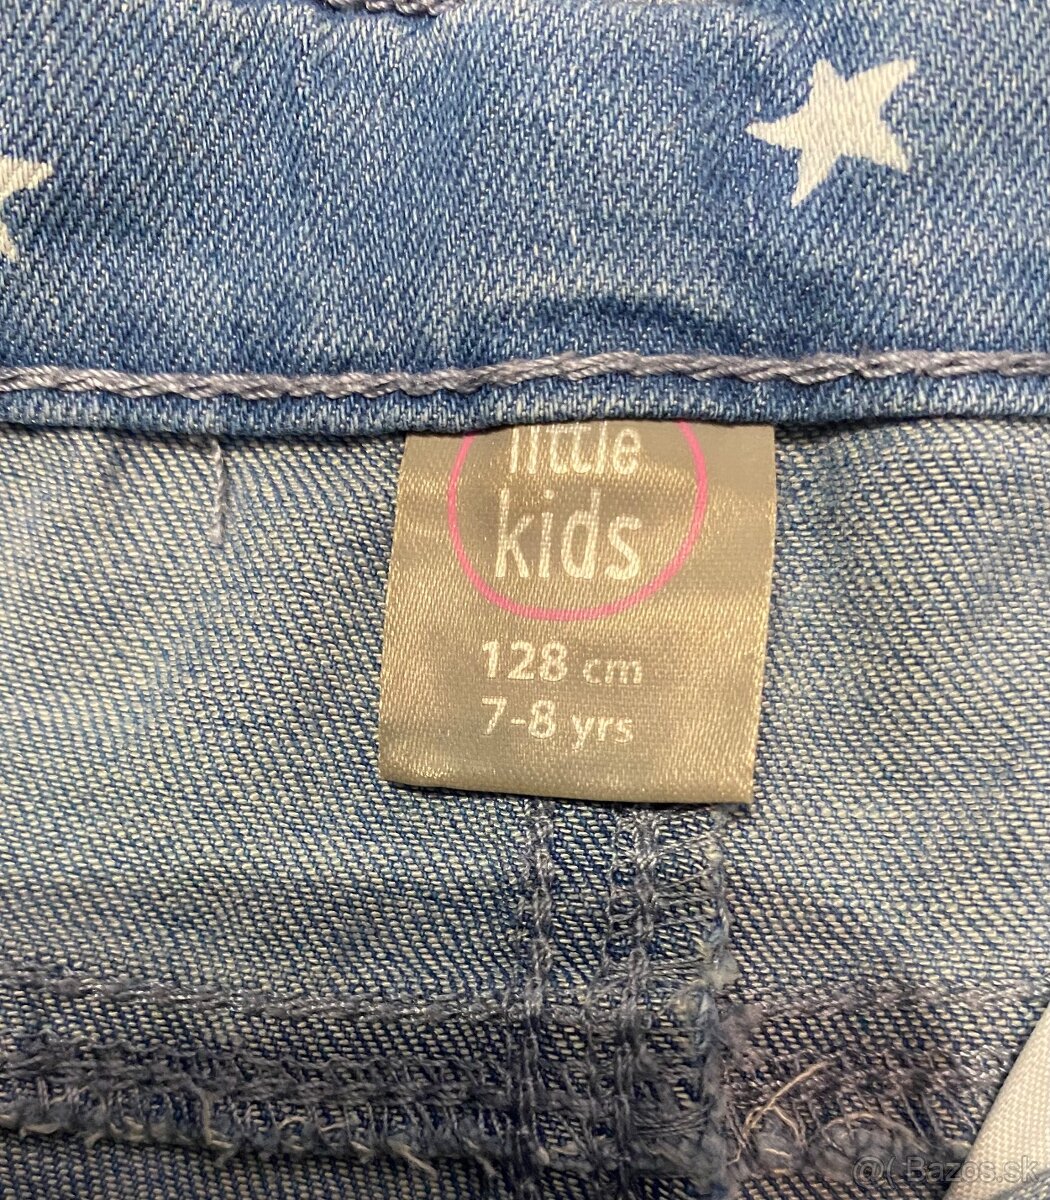 little
kids
128 cm
7-8 yrs
@( Bazos.sk